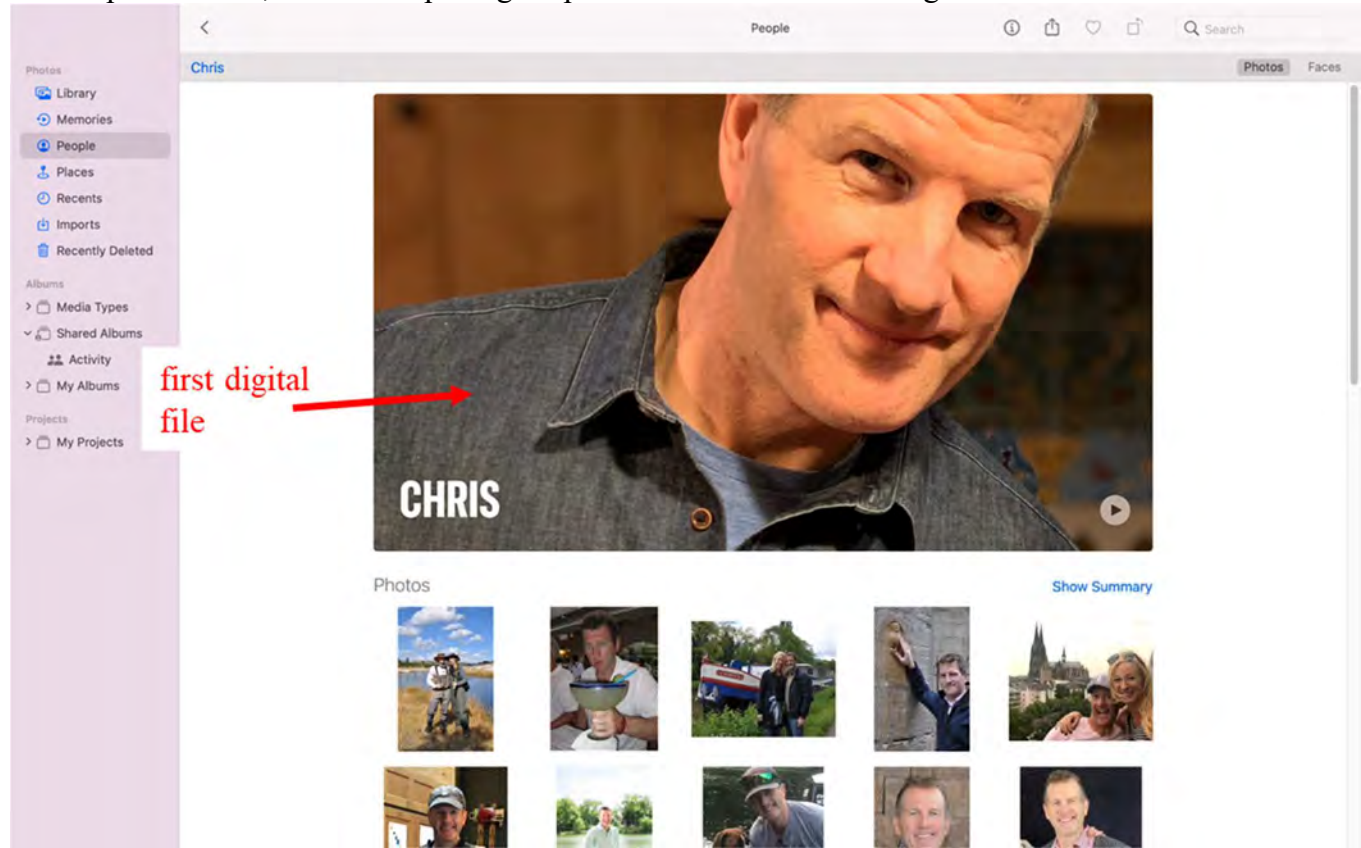 People
Search
Photos
Library
Memories
People
Places
Recents
Imports
Recently Deleted
Albums
Media Types
Shared Albums
Activity
My Albums
Projects
My Projects
Chris
Photos Faces
first digital
file
CHRIS
Photos
Show Summary